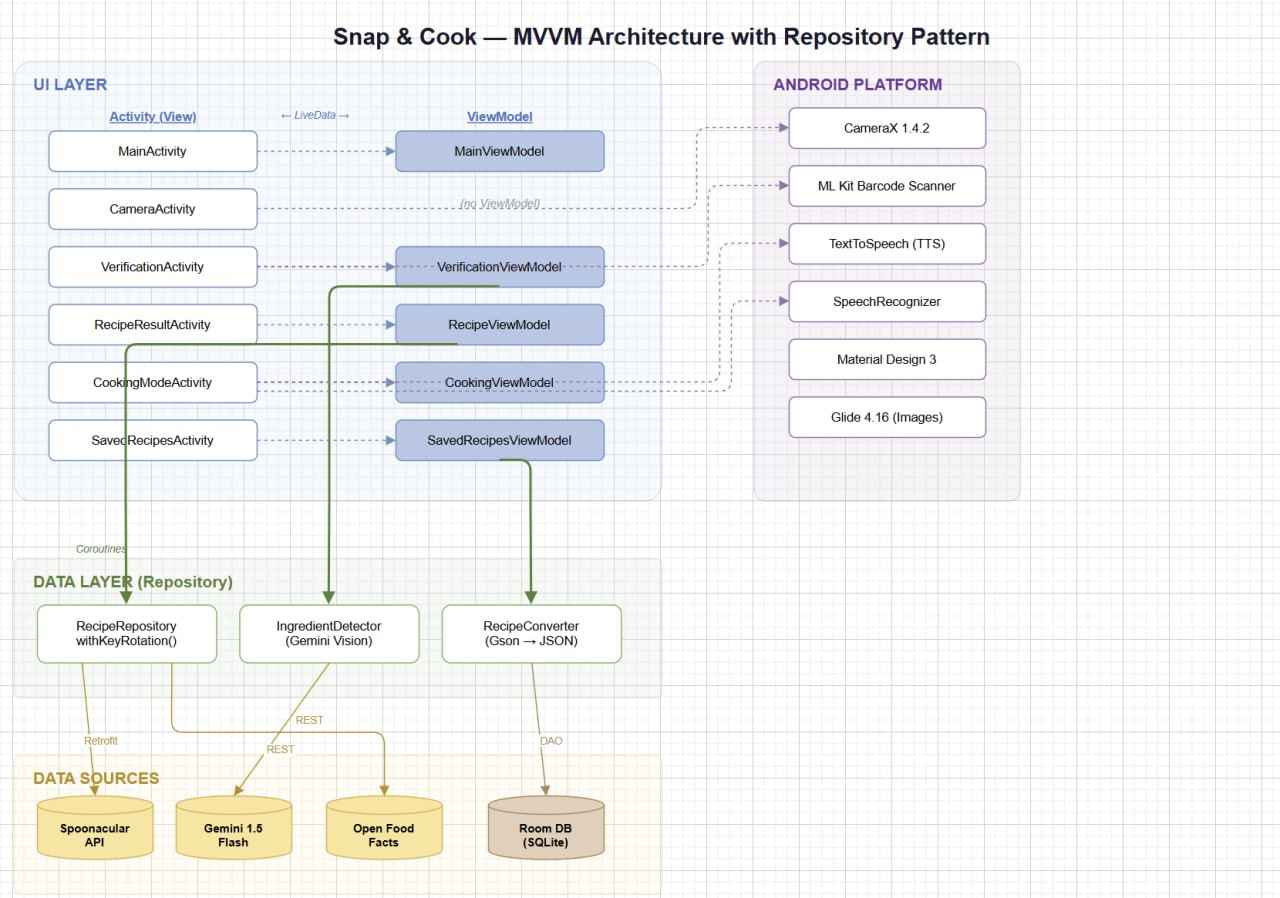 Snap & Cook — MVVM Architecture with Repository Pattern
UI LAYER
Activity (View)
←LiveData→
ViewModel
MainActivity
MainViewModel
CameraActivity
(no ViewModel)
VerificationActivity
VerificationViewModel
RecipeResultActivity
RecipeViewModel
CookingModeActivity
CookingViewModel
SavedRecipesActivity
SavedRecipesViewModel
ANDROID PLATFORM
CameraX 1.4.2
ML Kit Barcode Scanner
TextToSpeech (TTS)
SpeechRecognizer
Material Design 3
Glide 4.16 (Images)
Coroutines
DATA LAYER (Repository)
RecipeRepository
withKeyRotation()
IngredientDetector
(Gemini Vision)
RecipeConverter
(Gson → JSON)
Retrofit
REST
REST
DAO
DATA SOURCES
Spoonacular
API
Gemini 1.5
Flash
Open Food
Facts
Room DB
(SQLite)